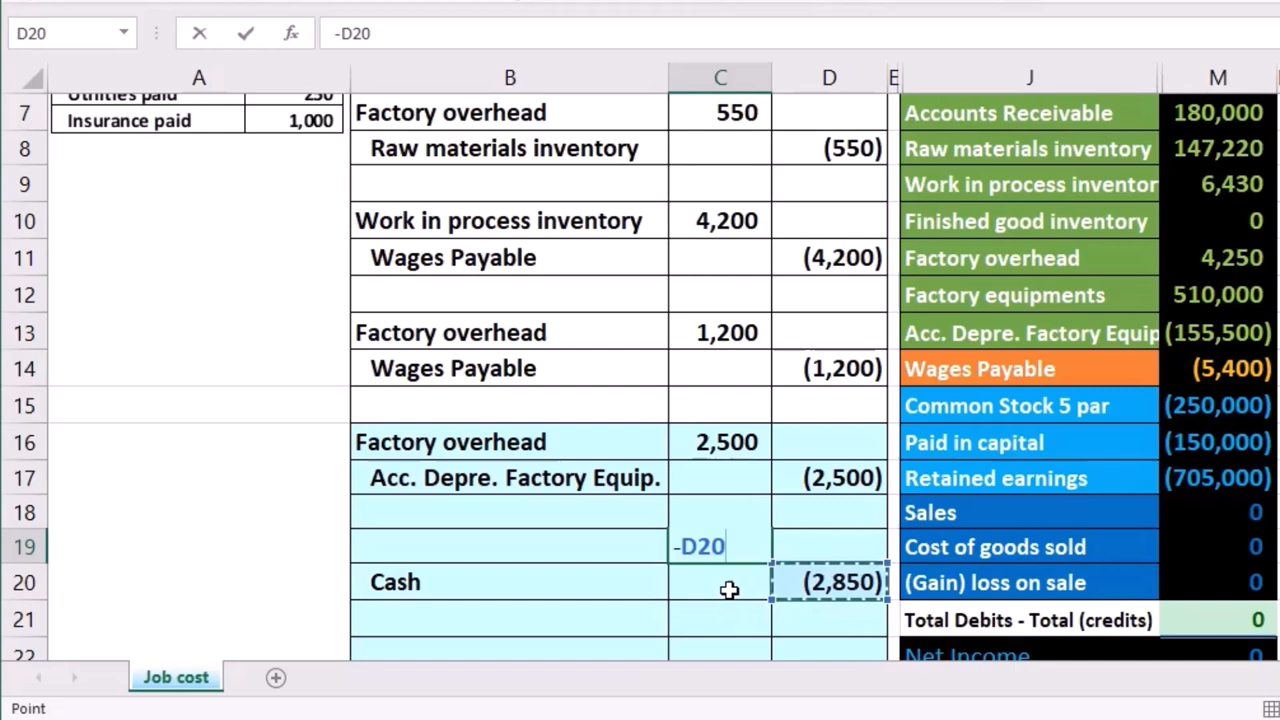 D20 fx -D20
A B C D E J M
Utilities paid 250
7 Factory overhead 550 Accounts Receivable 180,000
Insurance paid 1,000
8 Raw materials inventory (550) Raw materials inventory 147,220
9 Work in process inventor 6,430
10 Work in process inventory 4,200 Finished good inventory 0
11 Wages Payable (4,200) Factory overhead 4,250
12 Factory equipments 510,000
13 Factory overhead 1,200 Acc. Depre. Factory Equip (155,500)
14 Wages Payable (1,200) Wages Payable (5,400)
15 Common Stock 5 par (250,000)
16 Factory overhead 2,500 Paid in capital (150,000)
17 Acc. Depre. Factory Equip. (2,500) Retained earnings (705,000)
18 Sales 0
19 -D20 Cost of goods sold 0
20 Cash (2,850) (Gain) loss on sale 0
21 Total Debits - Total (credits) 0
22 Net Income 0
Job cost
Point